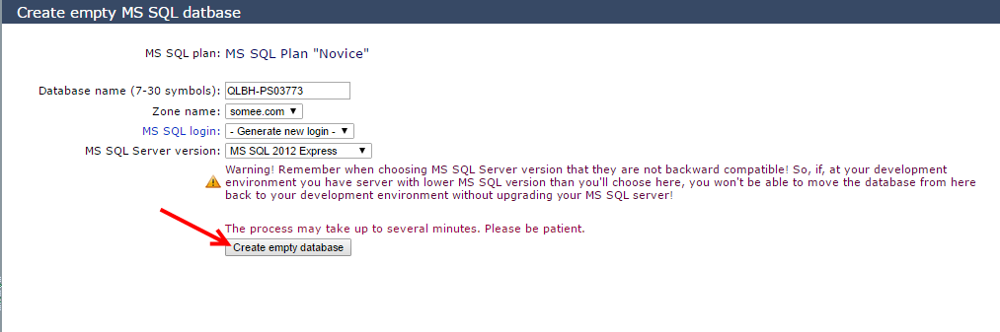 Create empty MS SQL datbase
MS SQL plan: MS SQL Plan "Novice"
Database name (7-30 symbols): QLBH-PS03773
Zone name: somee.com
MS SQL login: - Generate new login -
MS SQL Server version: MS SQL 2012 Express
Warning! Remember when choosing MS SQL Server version that they are not backward compatible! So, if, at your development
environment you have server with lower MS SQL version than you'll choose here, you won't be able to move the database from here
back to your development environment without upgrading your MS SQL server!
The process may take up to several minutes. Please be patient.
Create empty database